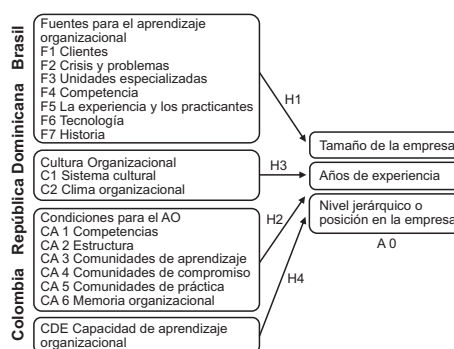 Colombia República Dominicana Brasil
Fuentes para el aprendizaje
organizacional
F1 Clientes
F2 Crisis y problemas
F3 Unidades especializadas
F4 Competencia
F5 La experiencia y los practicantes
F6 Tecnología
F7 Historia
H1
Tamaño de la empresa
Cultura Organizacional
C1 Sistema cultural
C2 Clima organizacional
H3
Años de experiencia
Condiciones para el AO
CA 1 Competencias
CA 2 Estructura
CA 3 Comunidades de aprendizaje
CA 4 Comunidades de compromiso
CA 5 Comunidades de práctica
CA 6 Memoria organizacional
H2
Nivel jerárquico o
posición en la empresa
A 0
H4
CDE Capacidad de aprendizaje
organizacional